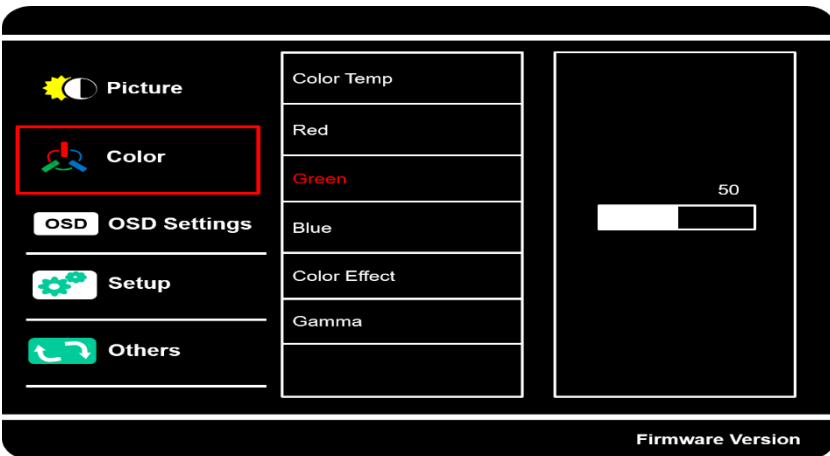 Picture
Color
OSD OSD Settings
Setup
Others
Color Temp
Red
Green
Blue
Color Effect
Gamma
50
Firmware Version